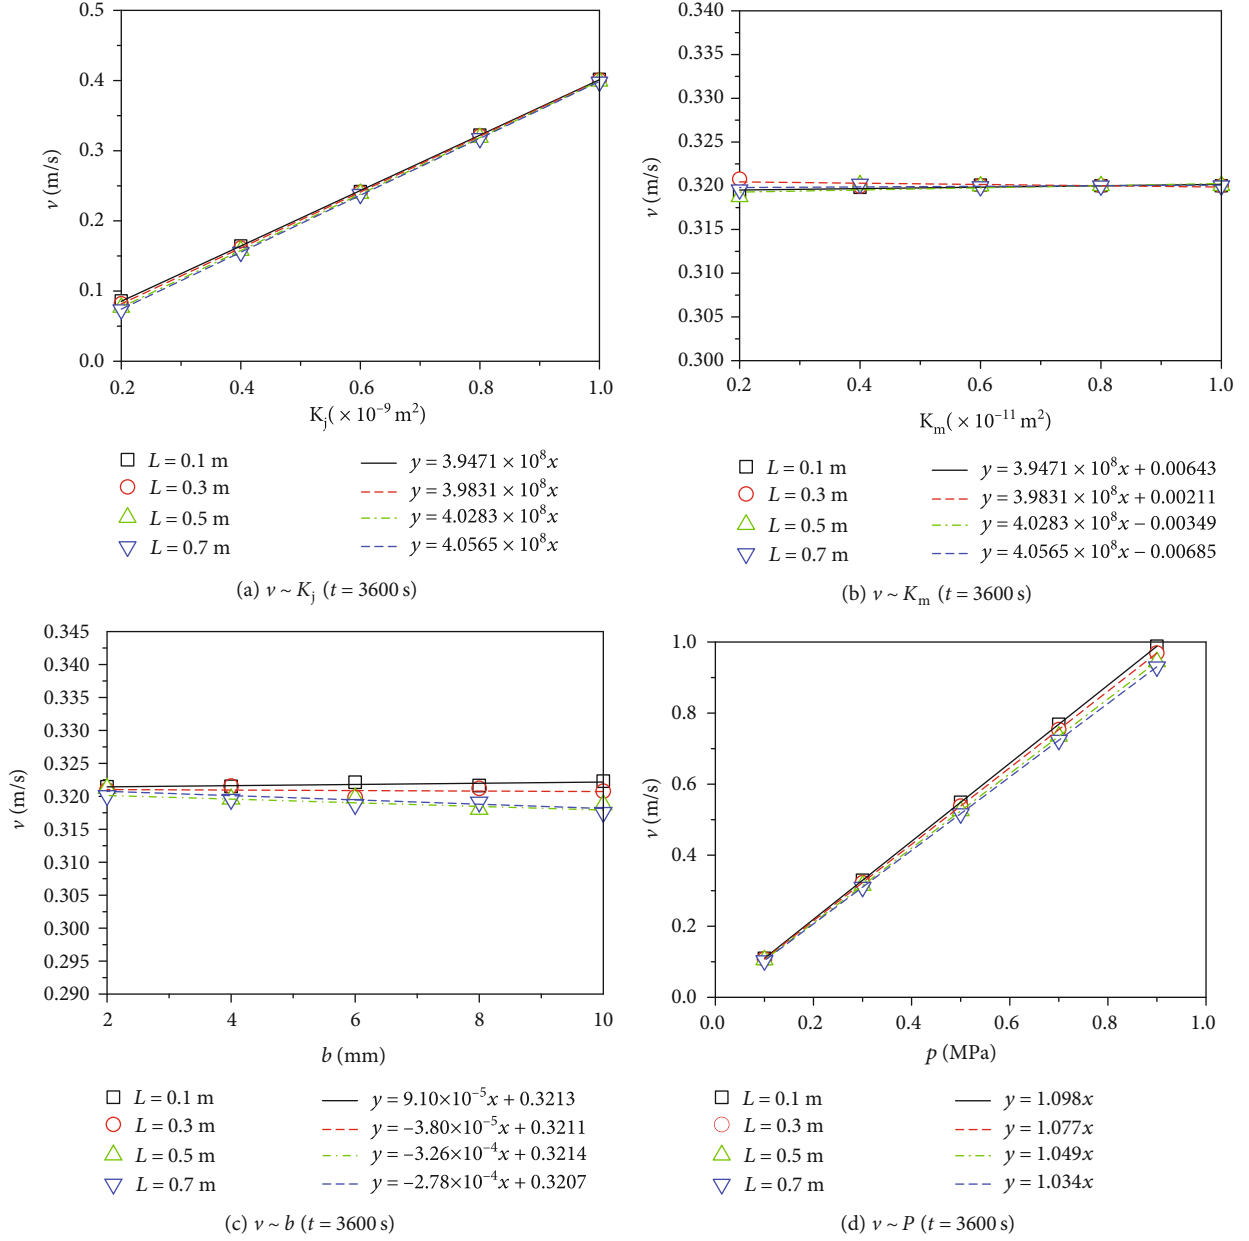 0.5
0.4
0.3
0.2
0.1
0.0
v (m/s)
0.2 0.4 0.6 0.8 1.0
K_j( × 10⁻⁹ m²)
L = 0.1 m y = 3.9471 × 10⁸x
L = 0.3 m y = 3.9831 × 10⁸x
L = 0.5 m y = 4.0283 × 10⁸x
L = 0.7 m y = 4.0565 × 10⁸x
(a) v ~ K_j (t = 3600 s)
0.340
0.335
0.330
0.325
0.320
0.315
0.310
0.305
0.300
v (m/s)
0.2 0.4 0.6 0.8 1.0
K_m( × 10⁻¹¹ m²)
L = 0.1 m y = 3.9471 × 10⁸x + 0.00643
L = 0.3 m y = 3.9831 × 10⁸x + 0.00211
L = 0.5 m y = 4.0283 × 10⁸x − 0.00349
L = 0.7 m y = 4.0565 × 10⁸x − 0.00685
(b) v ~ K_m (t = 3600 s)
0.345
0.340
0.335
0.330
0.325
0.320
0.315
0.310
0.305
0.300
0.295
0.290
v (m/s)
2 4 6 8 10
b (mm)
L = 0.1 m y = 9.10×10⁻⁵x + 0.3213
L = 0.3 m y = −3.80×10⁻⁵x + 0.3211
L = 0.5 m y = −3.26×10⁻⁴x + 0.3214
L = 0.7 m y = −2.78×10⁻⁴x + 0.3207
(c) v ~ b (t = 3600 s)
1.0
0.8
0.6
0.4
0.2
0.0
v (m/s)
0.0 0.2 0.4 0.6 0.8 1.0
p (MPa)
L = 0.1 m y = 1.098x
L = 0.3 m y = 1.077x
L = 0.5 m y = 1.049x
L = 0.7 m y = 1.034x
(d) v ~ P (t = 3600 s)